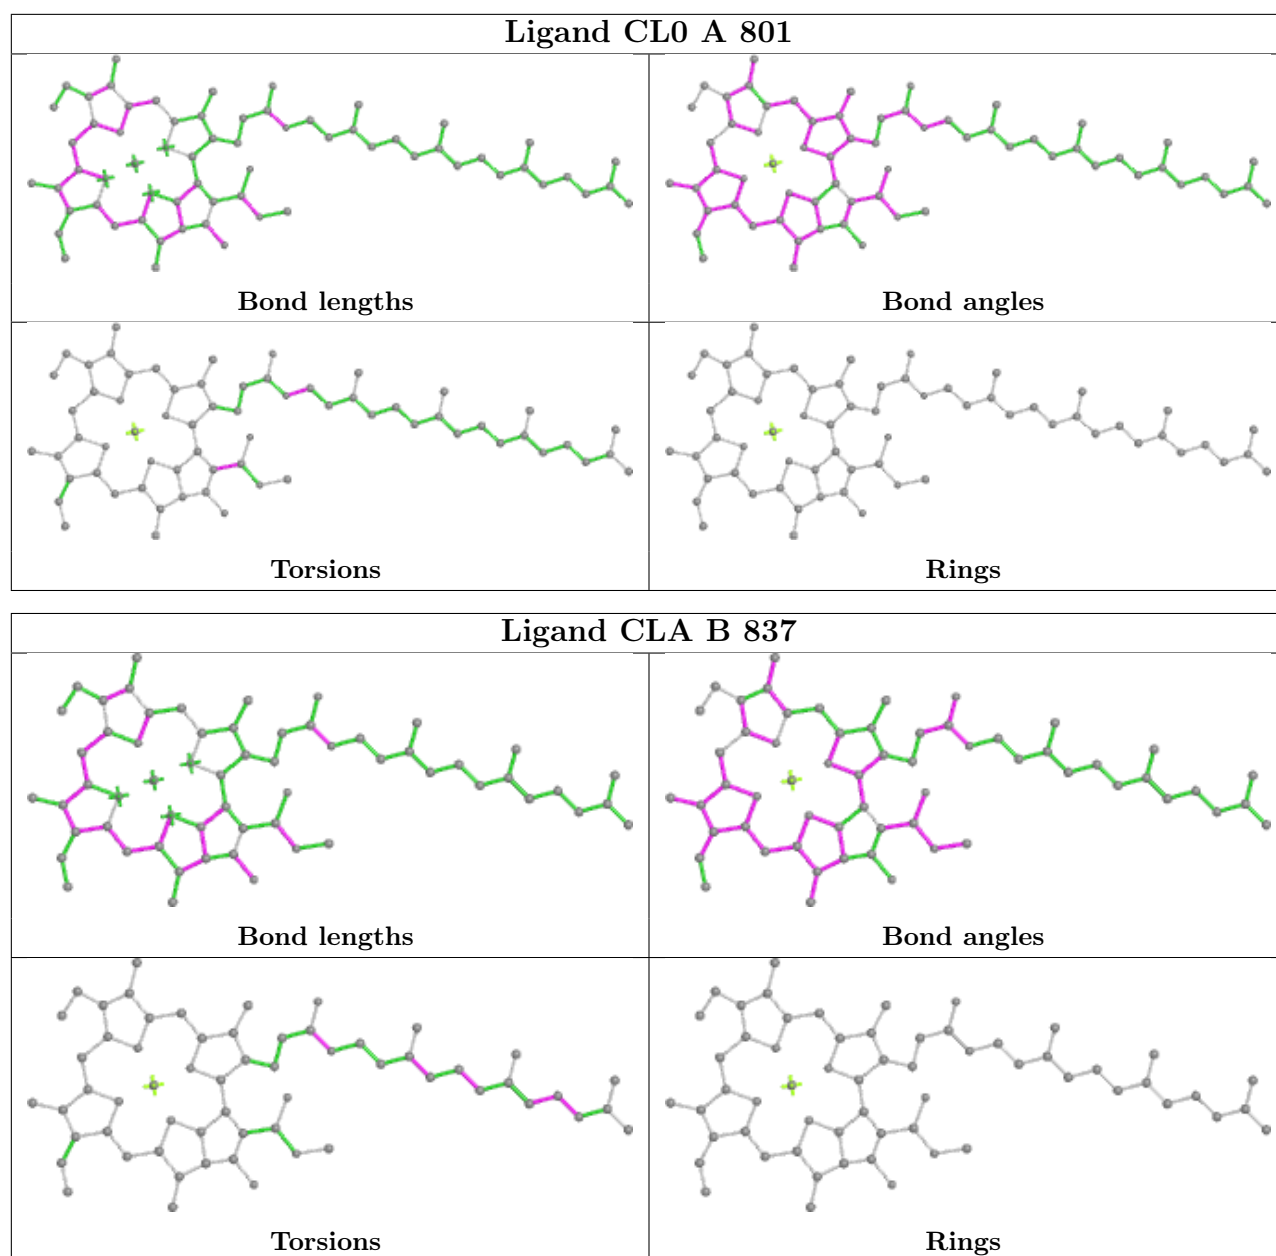 Ligand CL0 A 801
Bond lengths
Bond angles
Torsions
Rings
Ligand CLA B 837
Bond lengths
Bond angles
Torsions
Rings